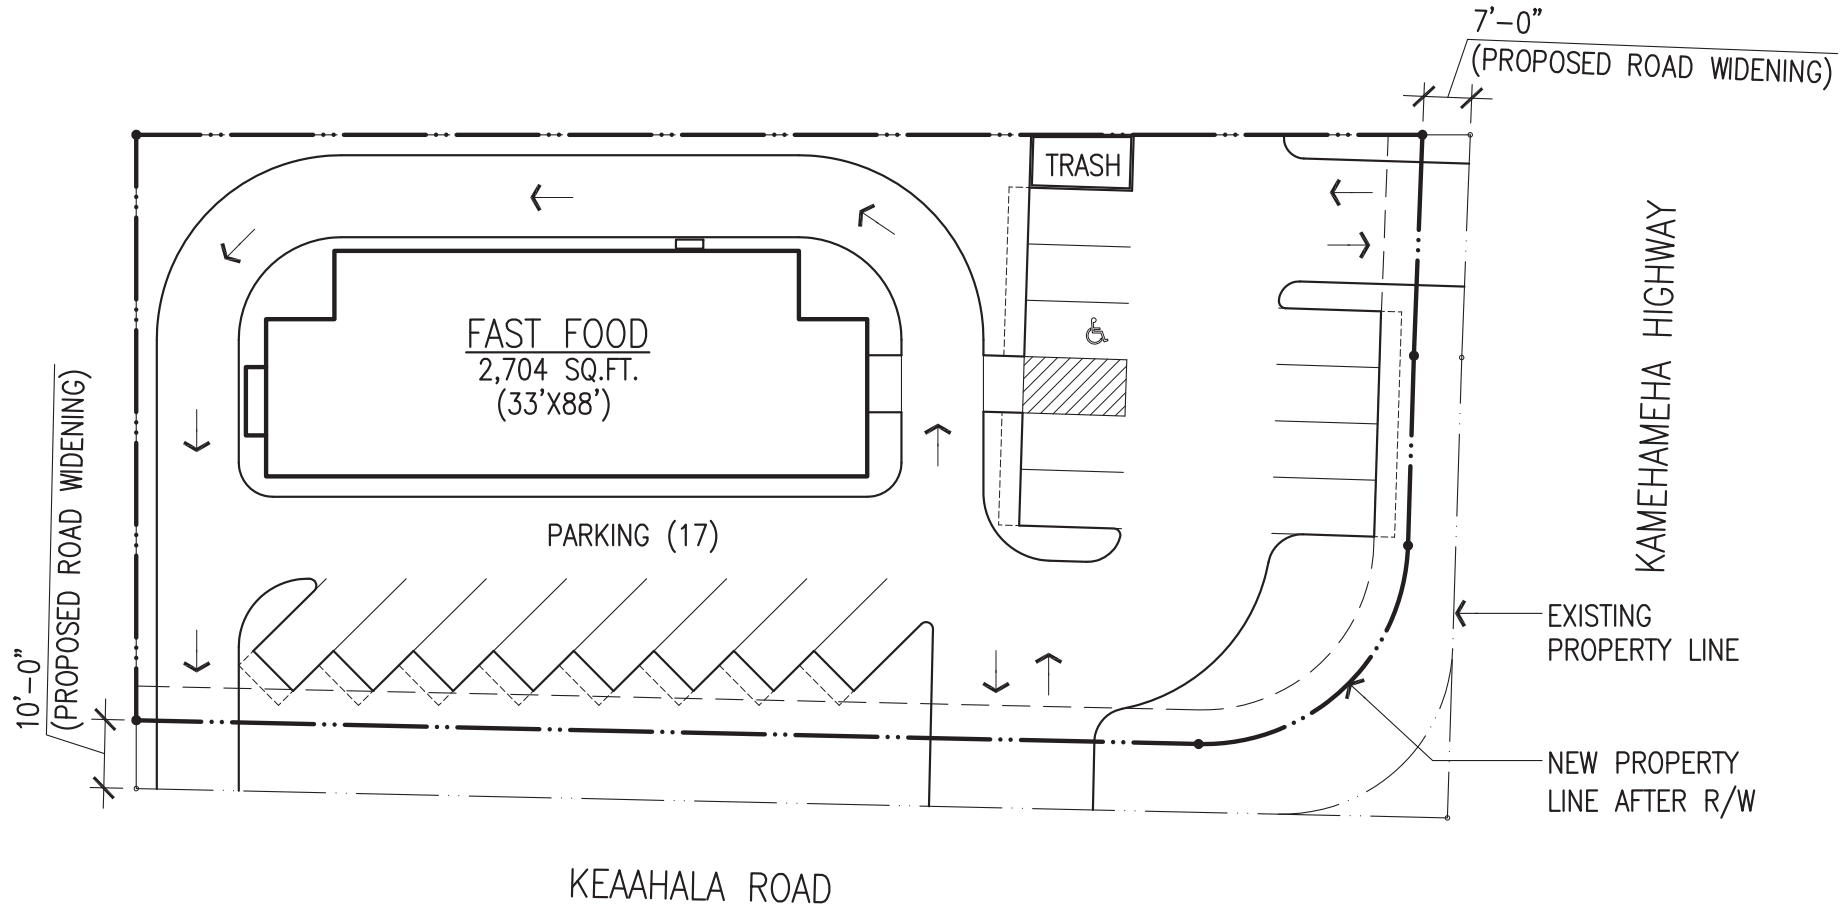 7'-0"
(PROPOSED ROAD WIDENING)
TRASH
KAMEHAMEHA HIGHWAY
FAST FOOD
2,704 SQ.FT.
(33'X88')
10'-0"
(PROPOSED ROAD WIDENING)
PARKING (17)
EXISTING
PROPERTY LINE
NEW PROPERTY
LINE AFTER R/W
KEAAHALA ROAD